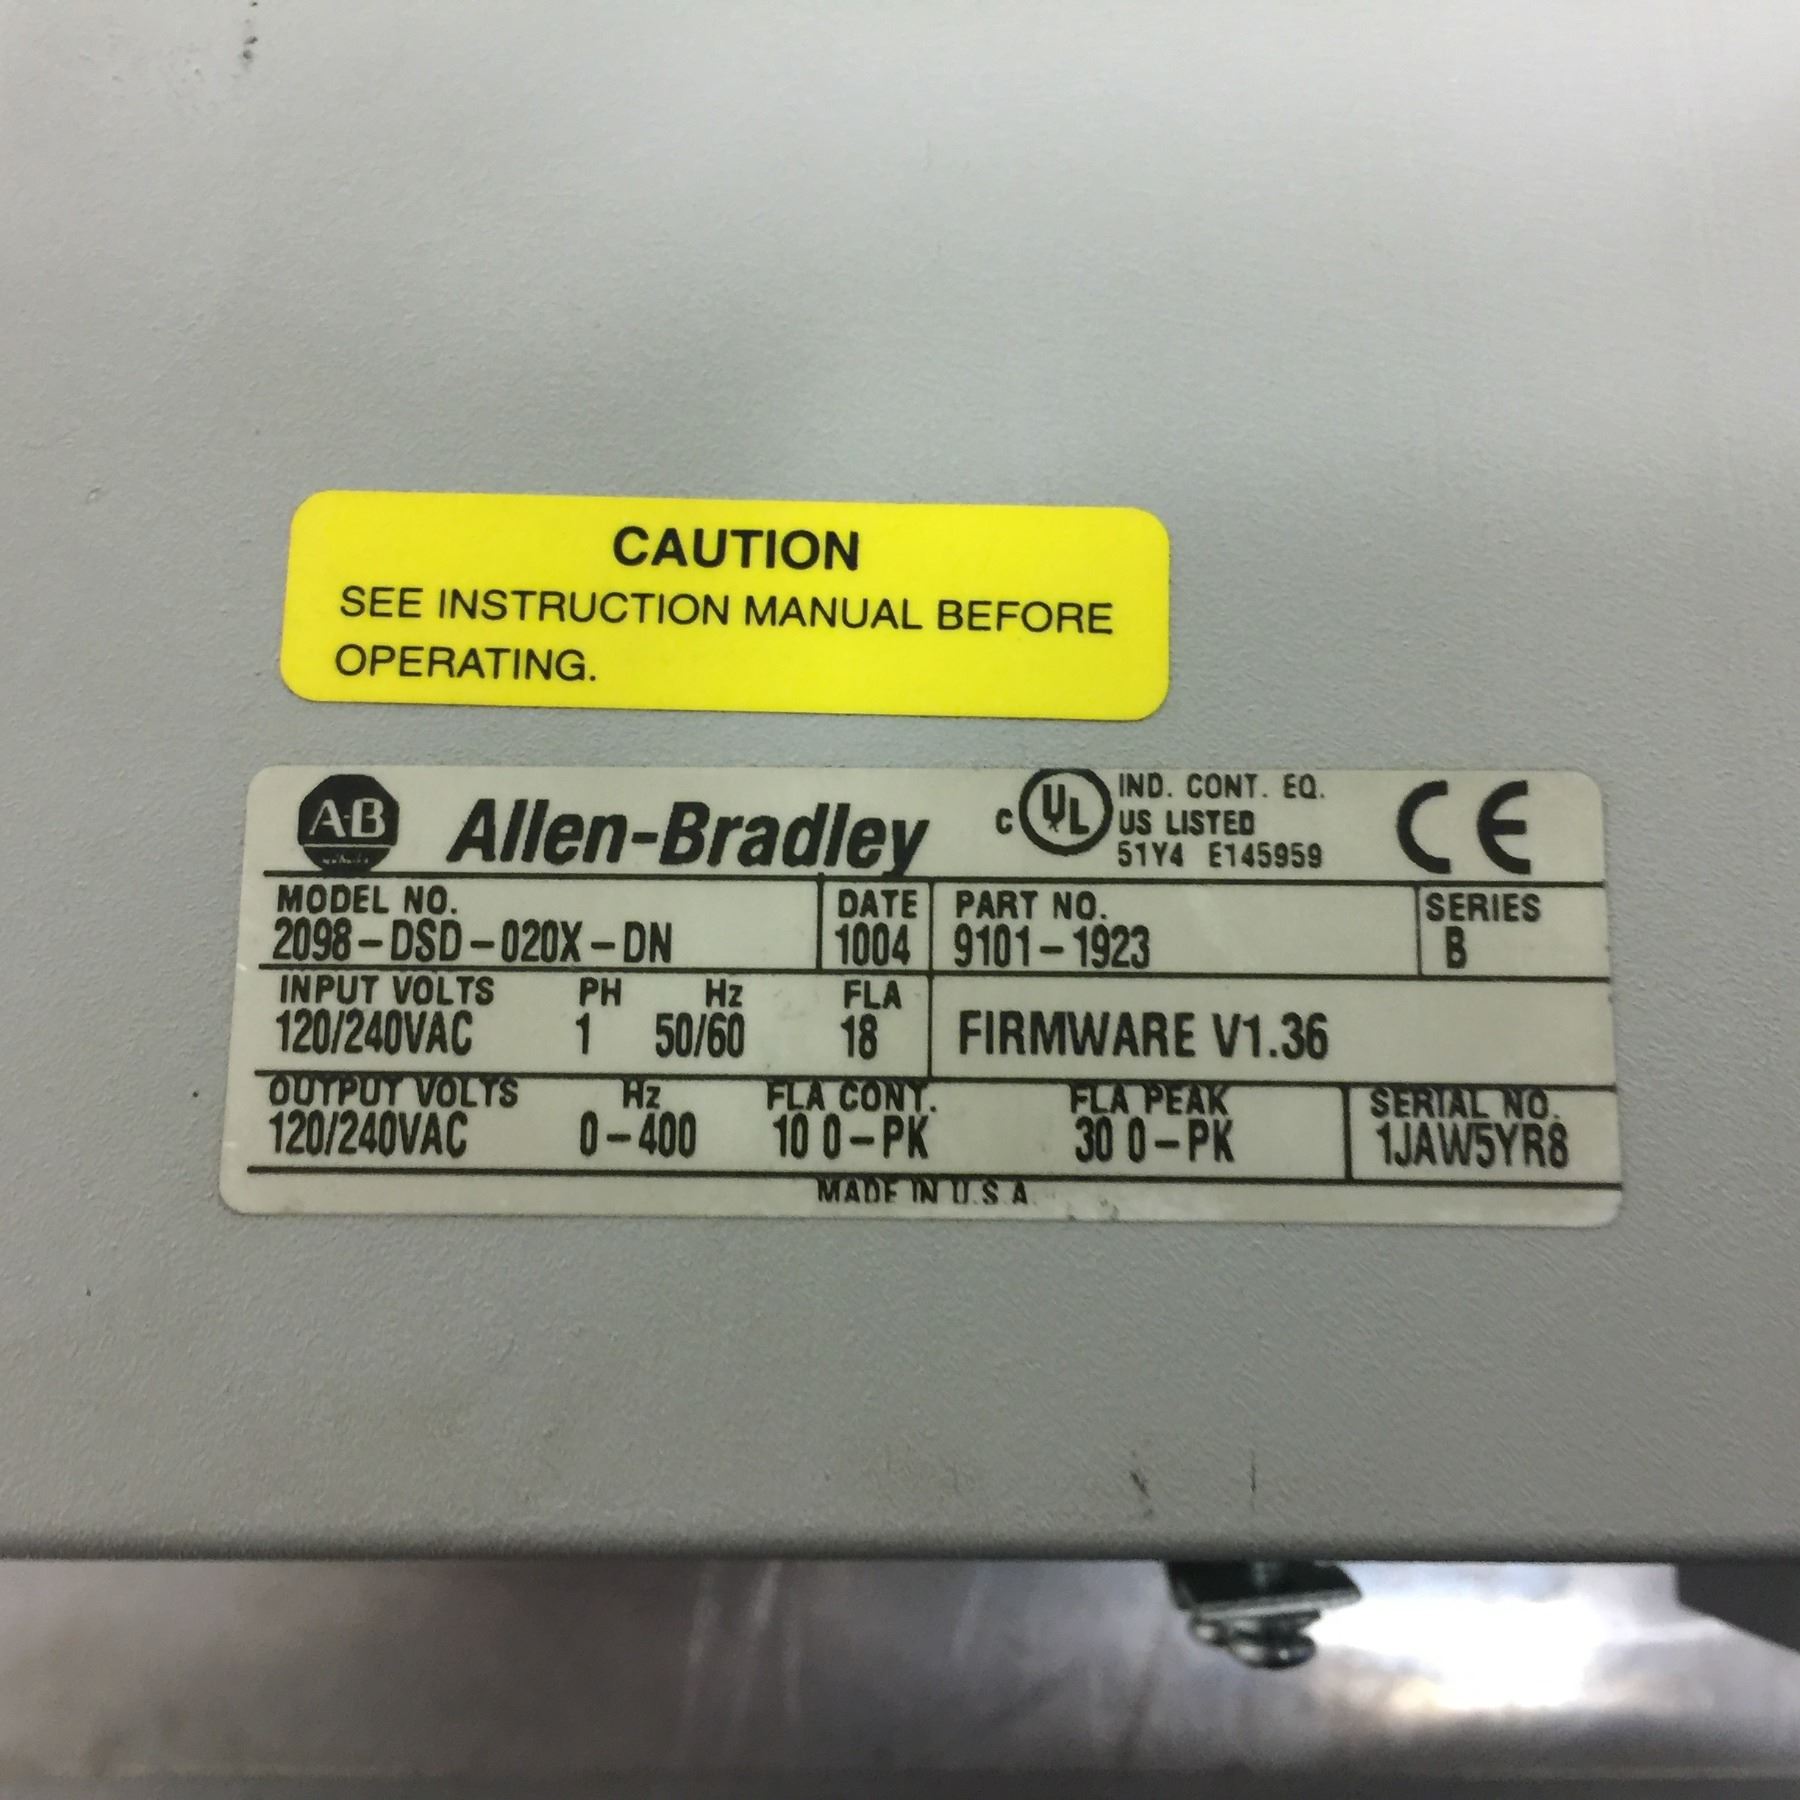 CAUTION
SEE INSTRUCTION MANUAL BEFORE
OPERATING.
A-B Allen-Bradley
c UL IND. CONT. EQ.
US LISTED
51Y4 E145959
CE
MODEL NO. DATE PART NO. SERIES
2098-DSD-020X-DN 1004 9101-1923 B
INPUT VOLTS PH Hz FLA
120/240VAC 1 50/60 18 FIRMWARE V1.36
OUTPUT VOLTS Hz FLA CONT. FLA PEAK SERIAL NO.
120/240VAC 0-400 10 0-PK 30 0-PK 1JAW5YR8
MADE IN U.S.A.